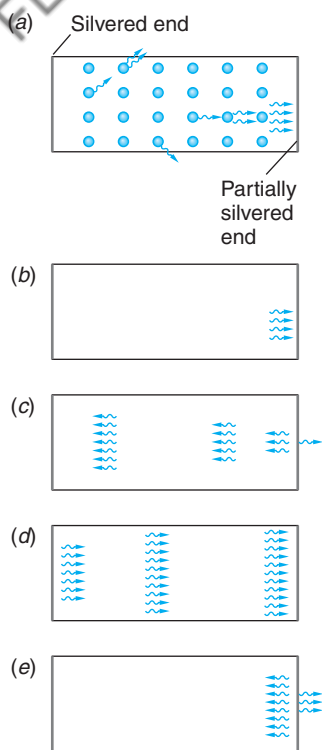 (a)
Silvered end
Partially
silvered
end
(b)
(c)
(d)
(e)